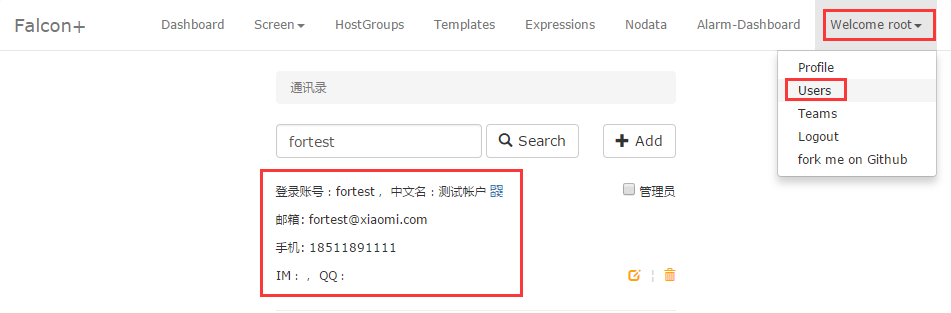 Falcon+ Dashboard Screen HostGroups Templates Expressions Nodata Alarm-Dashboard Welcome root
Profile
Users
Teams
Logout
fork me on Github
通讯录
fortest Search Add
登录账号：fortest， 中文名：测试帐户 管理员
邮箱: fortest@xiaomi.com
手机: 18511891111
IM： ， QQ：